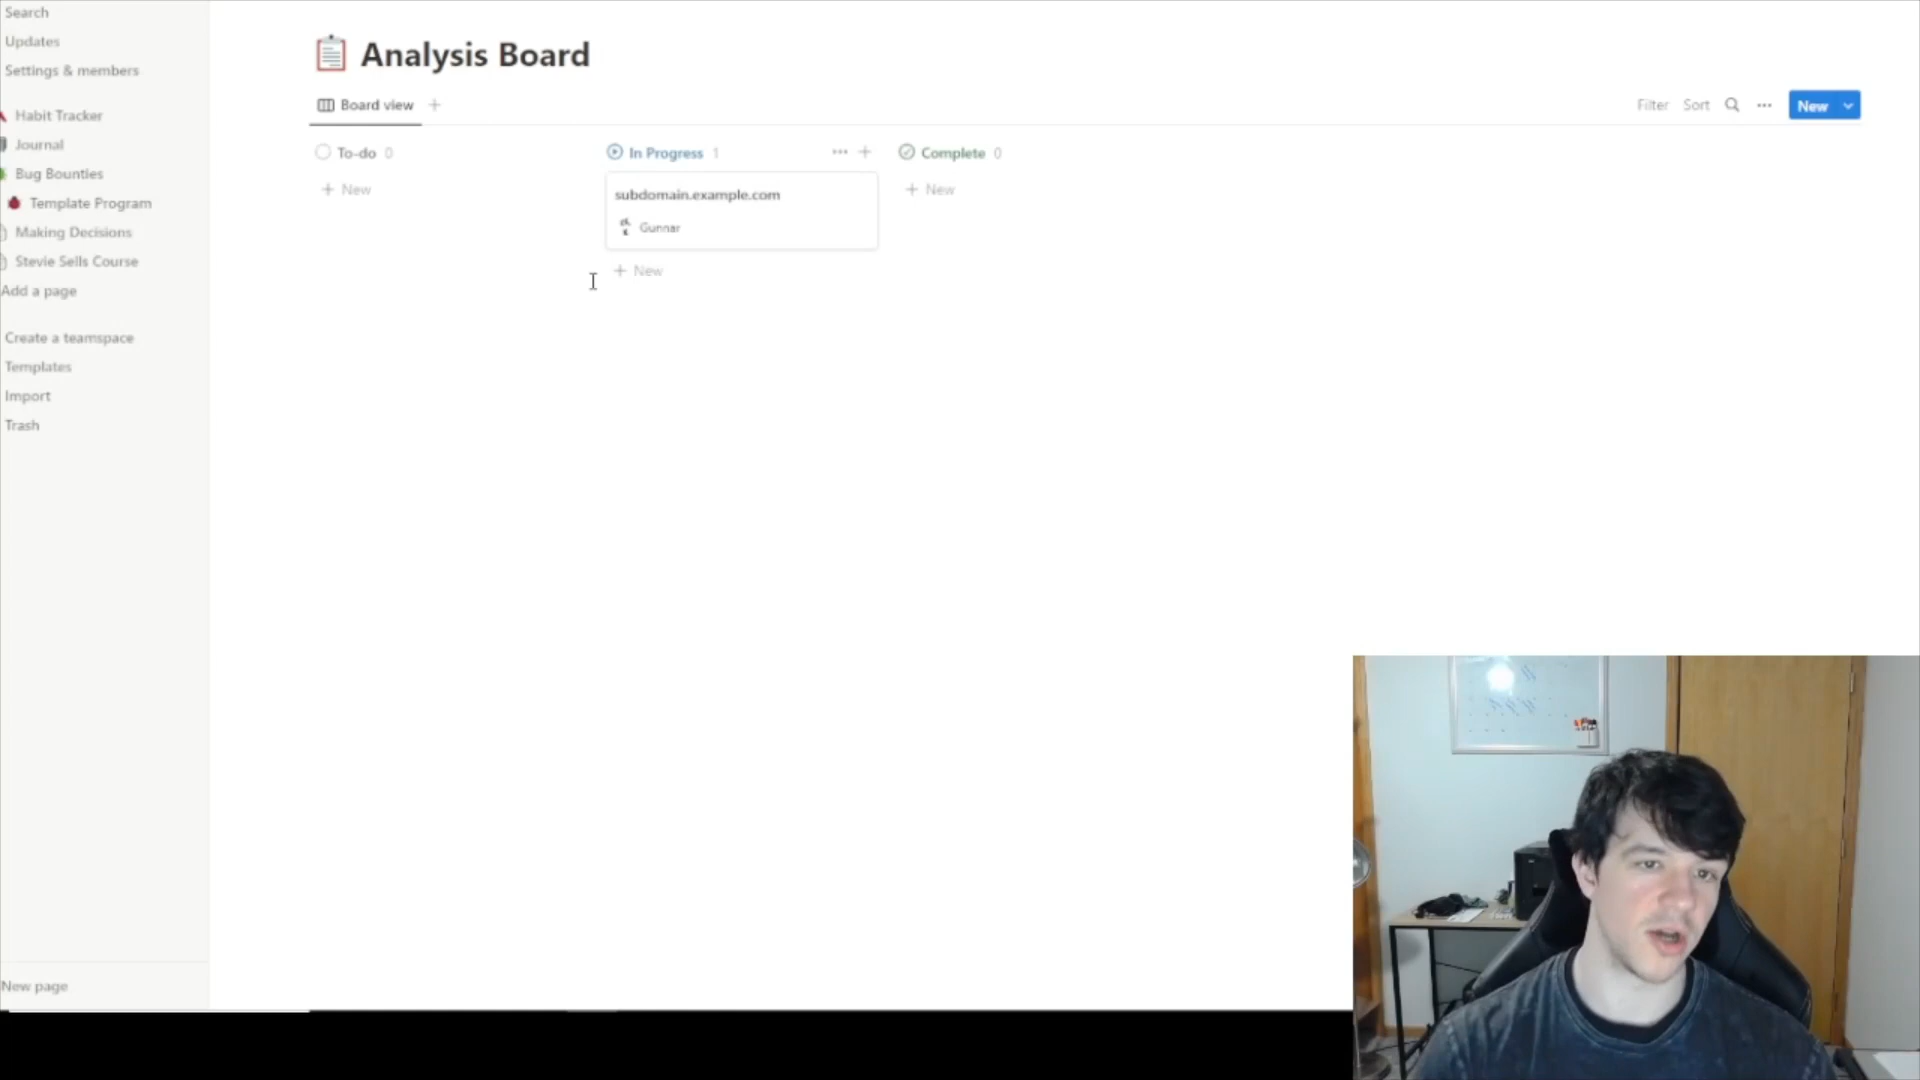 Search
Updates
Settings & members
Habit Tracker
Journal
Bug Bounties
Template Program
Making Decisions
Stevie Sells Course
Add a page
Create a teamspace
Templates
Import
Trash
New page
Analysis Board
Board view
Filter Sort New
To-do 0
New
In Progress 1
subdomain.example.com
Gunnar
New
Complete 0
New